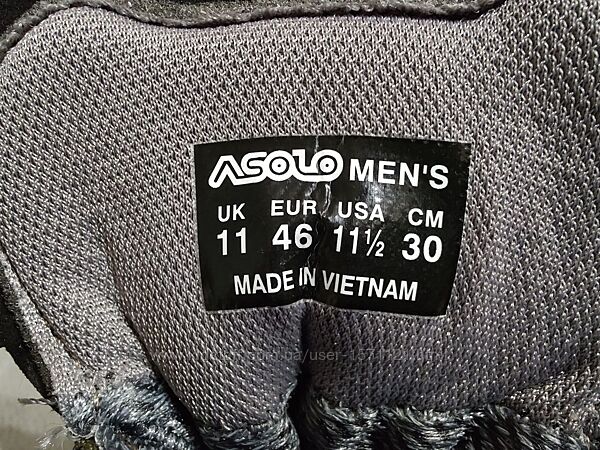 ASOLO MEN'S
UK EUR USA CM
11 46 11½ 30
MADE IN VIETNAM